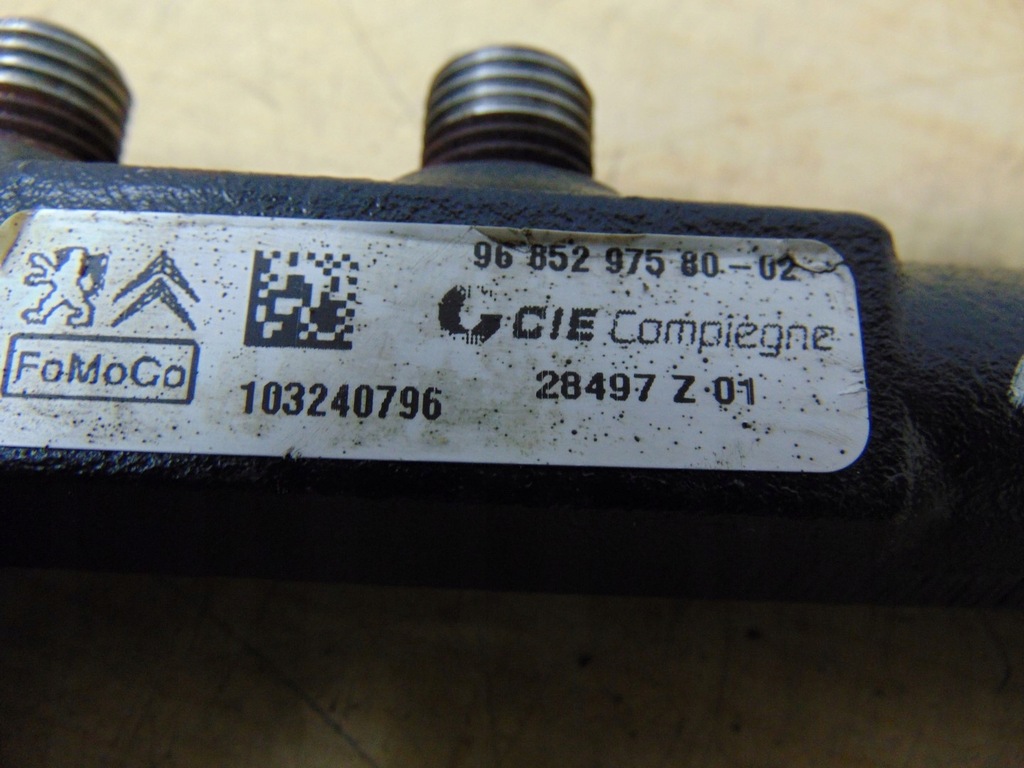 96 852 975 80-02
CIE Compiègne
28497 Z 01
FoMoCo
103240796